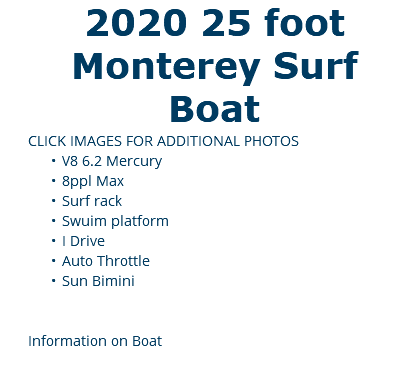 2020 25 foot
Monterey Surf
Boat
CLICK IMAGES FOR ADDITIONAL PHOTOS
• V8 6.2 Mercury
• 8ppl Max
• Surf rack
• Swuim platform
• I Drive
• Auto Throttle
• Sun Bimini
Information on Boat